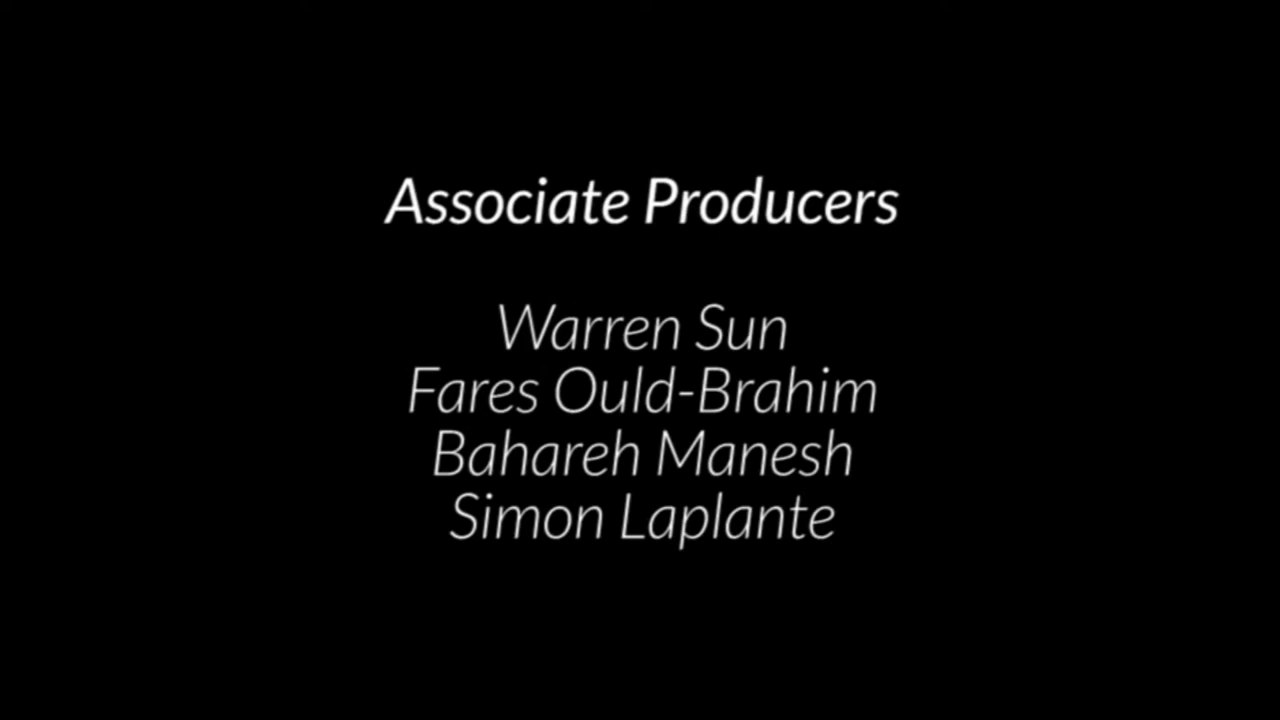 Associate Producers
Warren Sun
Fares Ould-Brahim
Bahareh Manesh
Simon Laplante